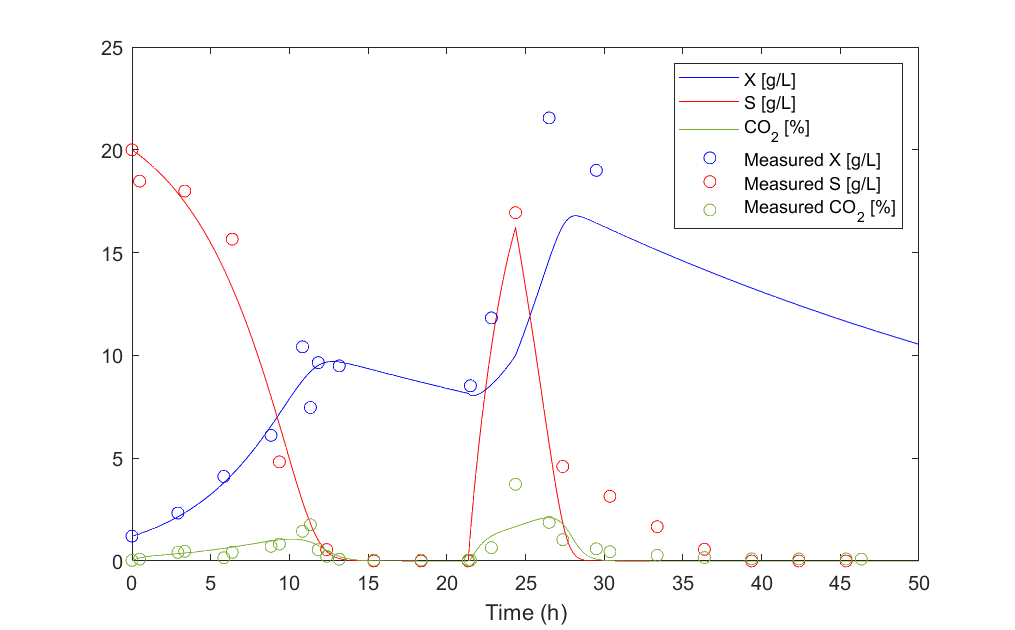 25
20
15
10
5
0
0 5 10 15 20 25 30 35 40 45 50
Time (h)
X [g/L]
S [g/L]
CO2 [%]
Measured X [g/L]
Measured S [g/L]
Measured CO2 [%]